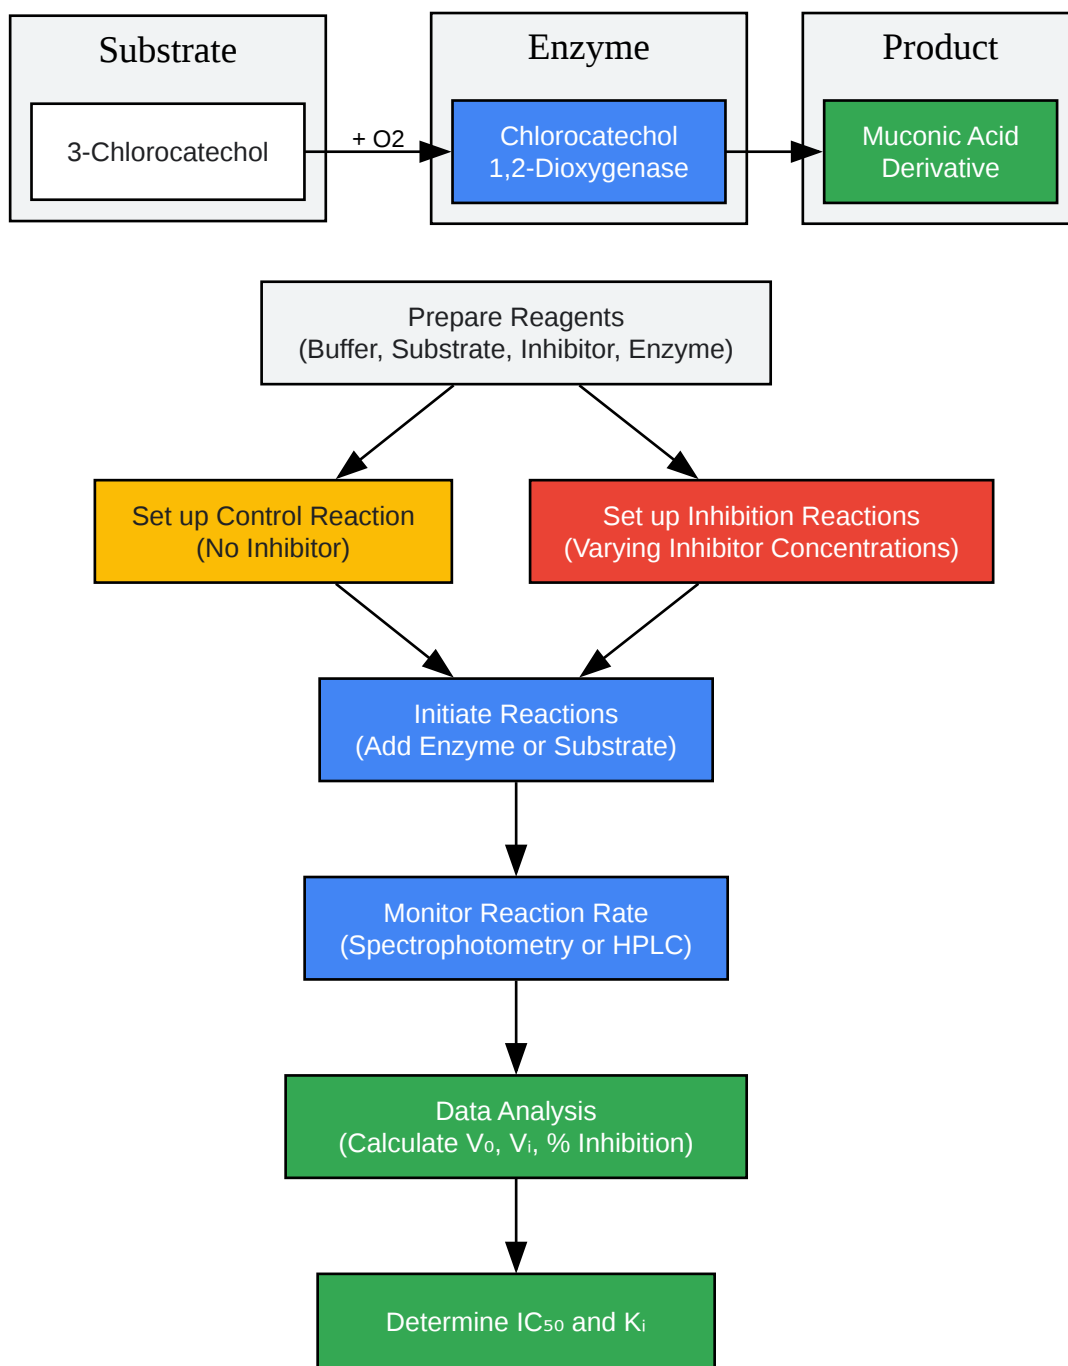 Substrate
Enzyme
Product
3-Chlorocatechol
+ O2
Chlorocatechol
1,2-Dioxygenase
Muconic Acid
Derivative
Prepare Reagents
(Buffer, Substrate, Inhibitor, Enzyme)
Set up Control Reaction
(No Inhibitor)
Set up Inhibition Reactions
(Varying Inhibitor Concentrations)
Initiate Reactions
(Add Enzyme or Substrate)
Monitor Reaction Rate
(Spectrophotometry or HPLC)
Data Analysis
(Calculate V₀, Vᵢ, % Inhibition)
Determine IC₅₀ and Kᵢ